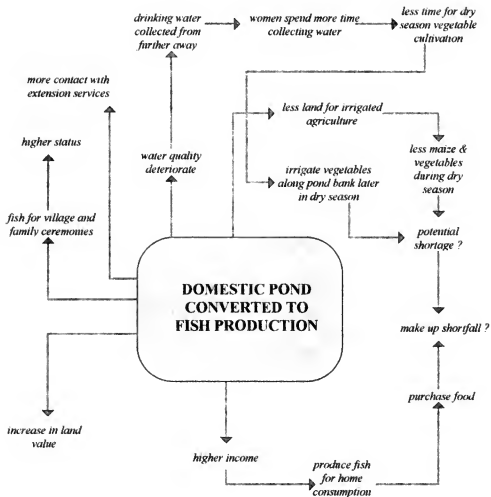 drinking water
collected from
further away
women spend more time
collecting water
less time for dry
season vegetable
cultivation
more contact with
extension services
less land for irrigated
agriculture
higher status
water quality
deteriorate
irrigate vegetables
along pond bank later
in dry season
less maize &
vegetables
during dry
season
fish for village and
family ceremonies
potential
shortage ?
DOMESTIC POND
CONVERTED TO
FISH PRODUCTION
make up shortfall ?
purchase food
increase in land
value
higher income
produce fish
for home
consumption